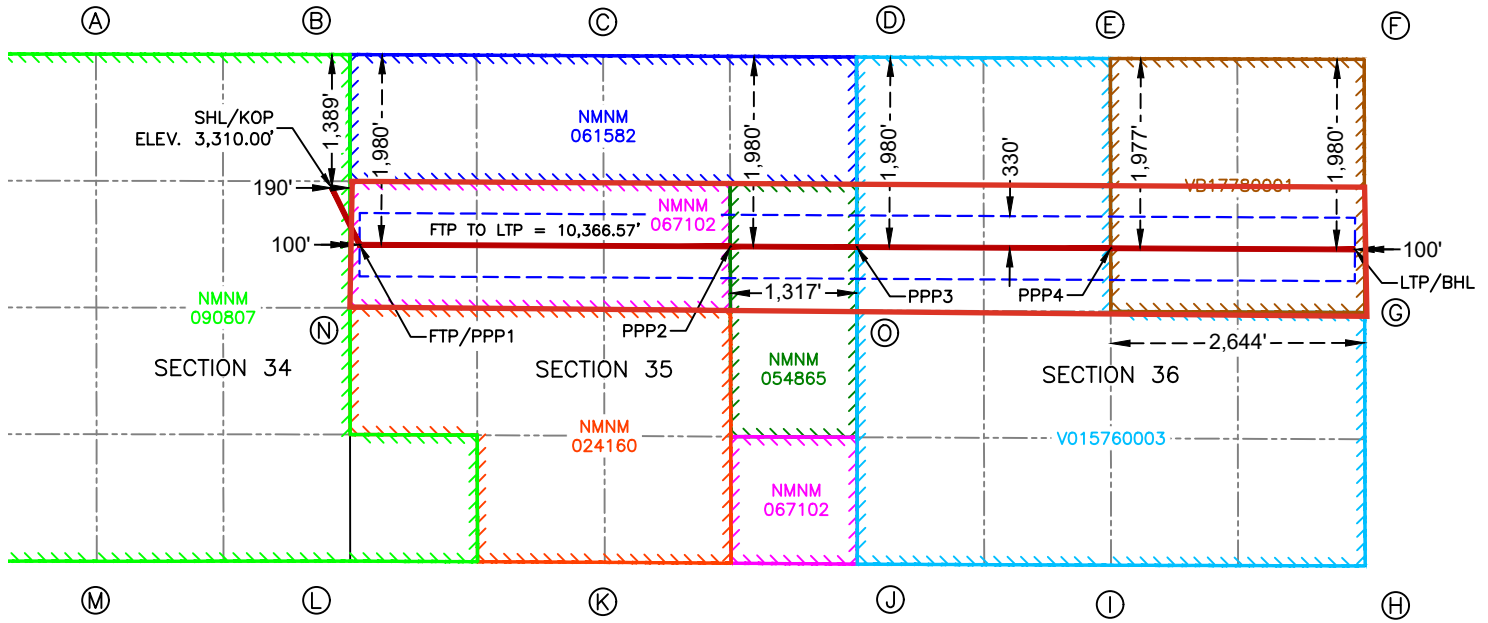 A B C D E F
SHL/KOP
ELEV. 3,310.00'
1,389'
1,980'
NMNM
061582
1,980'
1,980'
330'
1,977'
1,980'
190'
VB17780001
NMNM
067102
FTP TO LTP = 10,366.57'
100'
100'
NMNM
090807
1,317'
PPP3
PPP4
LTP/BHL
N
FTP/PPP1
PPP2
O
G
2,644'
SECTION 34
SECTION 35
NMNM
054865
SECTION 36
NMNM
024160
V015760003
NMNM
067102
M L K J I H